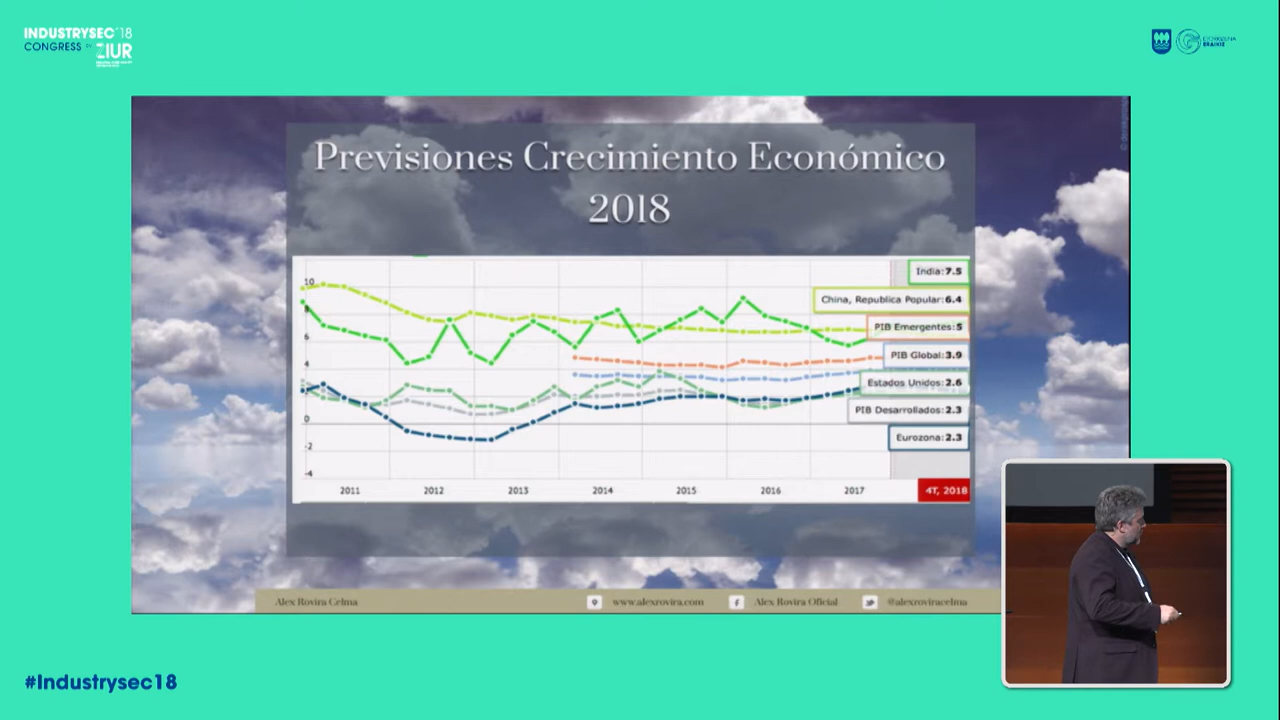 INDUSTRYSEC´18
CONGRESS BY ZIUR
Previsiones Crecimiento Económico
2018
10
8
6
4
2
0
-2
-4
India:7.5
China, Republica Popular:6.4
PIB Emergentes:5
PIB Global:3.9
Estados Unidos:2.6
PIB Desarrollados:2.3
Eurozona:2.3
2011 2012 2013 2014 2015 2016 2017 4T, 2018
Alex Rovira Celma www.alexrovira.com Alex Rovira Oficial @alexroviracelma
#Industrysec18